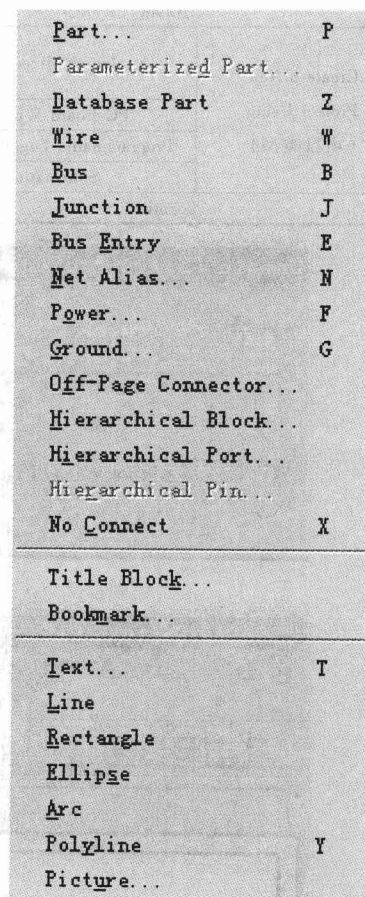 Part... P
Parameterized Part...
Database Part Z
Wire W
Bus B
Junction J
Bus Entry E
Net Alias... N
Power... F
Ground... G
Off-Page Connector...
Hierarchical Block...
Hierarchical Port...
Hierarchical Pin...
No Connect X
Title Block...
Bookmark...
Text... T
Line
Rectangle
Ellipse
Arc
Polyline Y
Picture...